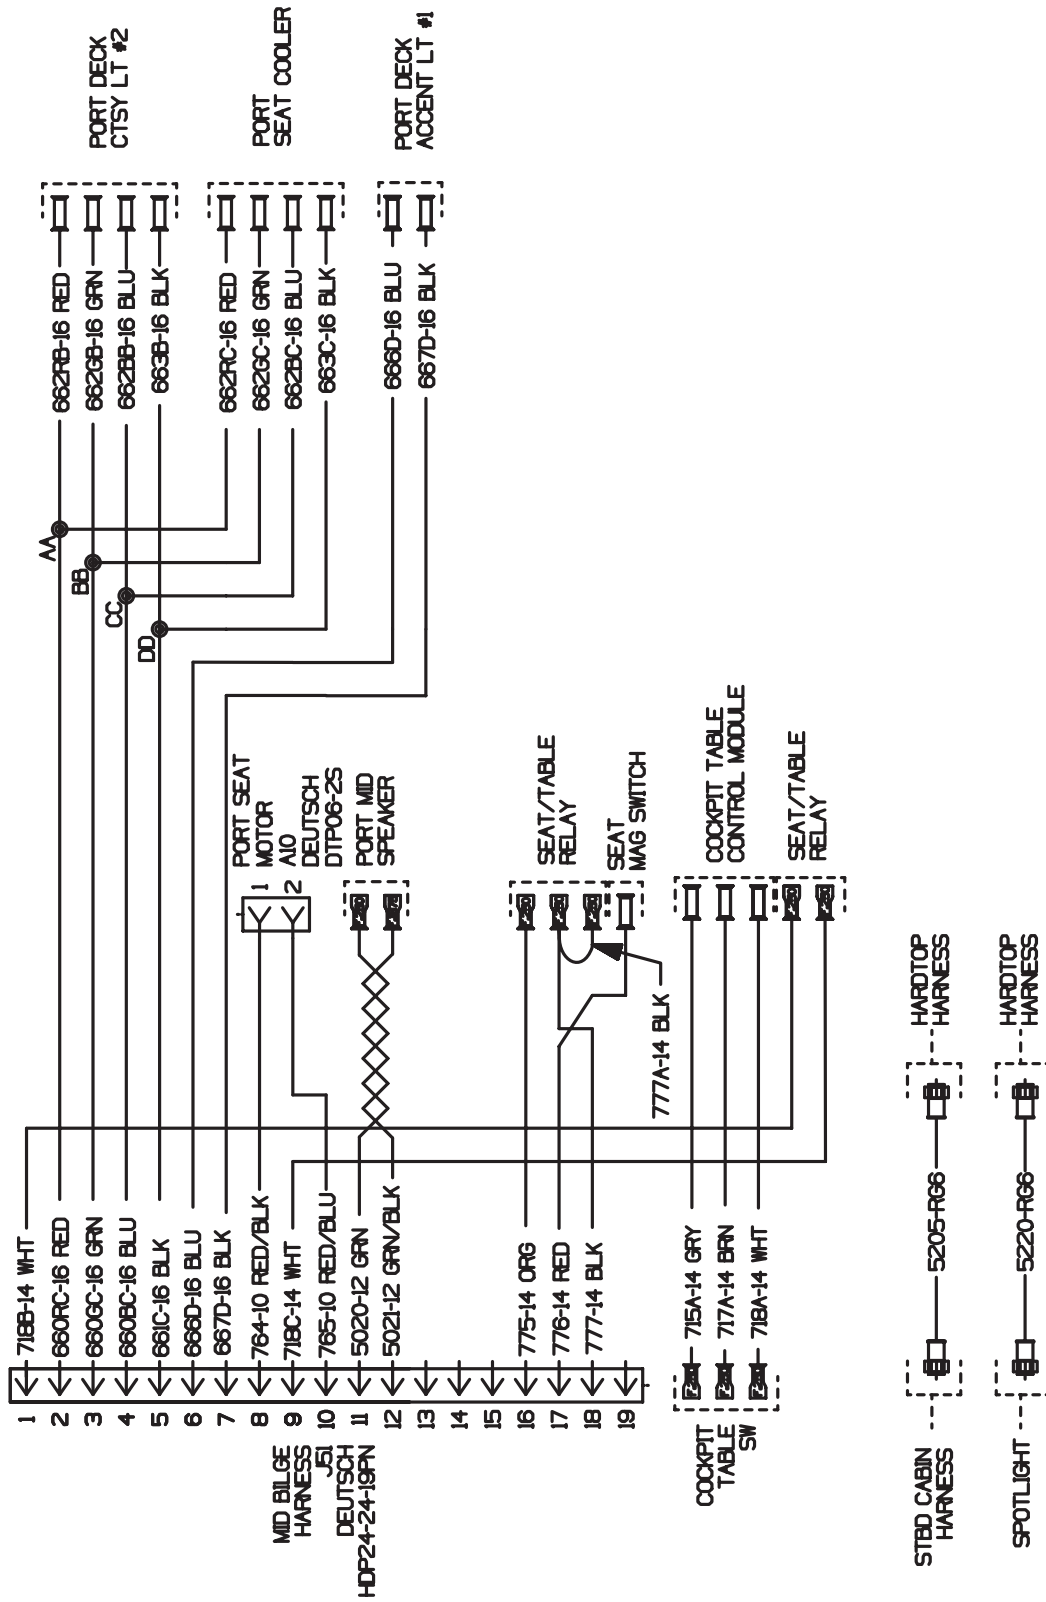 PORT DECK
CTSY LT #2
PORT
SEAT COOLER
PORT DECK
ACCENT LT #1
662RB-16 RED
662GB-16 GRN
662BB-16 BLU
663B-16 BLK
662RC-16 RED
662GC-16 GRN
662BC-16 BLU
663C-16 BLK
666D-16 BLU
667D-16 BLK
AA
BB
CC
DD
PORT SEAT
MOTOR
A10
DEUTSCH
DTP06-2S
1
2
PORT MID
SPEAKER
SEAT/TABLE
RELAY
SEAT
MAG SWITCH
777A-14 BLK
COCKPIT TABLE
CONTROL MODULE
SEAT/TABLE
RELAY
718B-14 WHT
660RC-16 RED
660GC-16 GRN
660BC-16 BLU
661C-16 BLK
666D-16 BLU
667D-16 BLK
764-10 RED/BLK
718C-14 WHT
765-10 RED/BLU
5020-12 GRN
5021-12 GRN/BLK
775-14 ORG
776-14 RED
777-14 BLK
715A-14 GRY
717A-14 BRN
718A-14 WHT
1
2
3
4
5
6
7
8
9
10
11
12
13
14
15
16
17
18
19
MID BILGE
HARNESS
J51
DEUTSCH
HDP24-24-19PN
COCKPIT
TABLE
SW
HARDTOP
HARNESS
5205-RG6
STBD CABIN
HARNESS
HARDTOP
HARNESS
5220-RG6
SPOTLIGHT